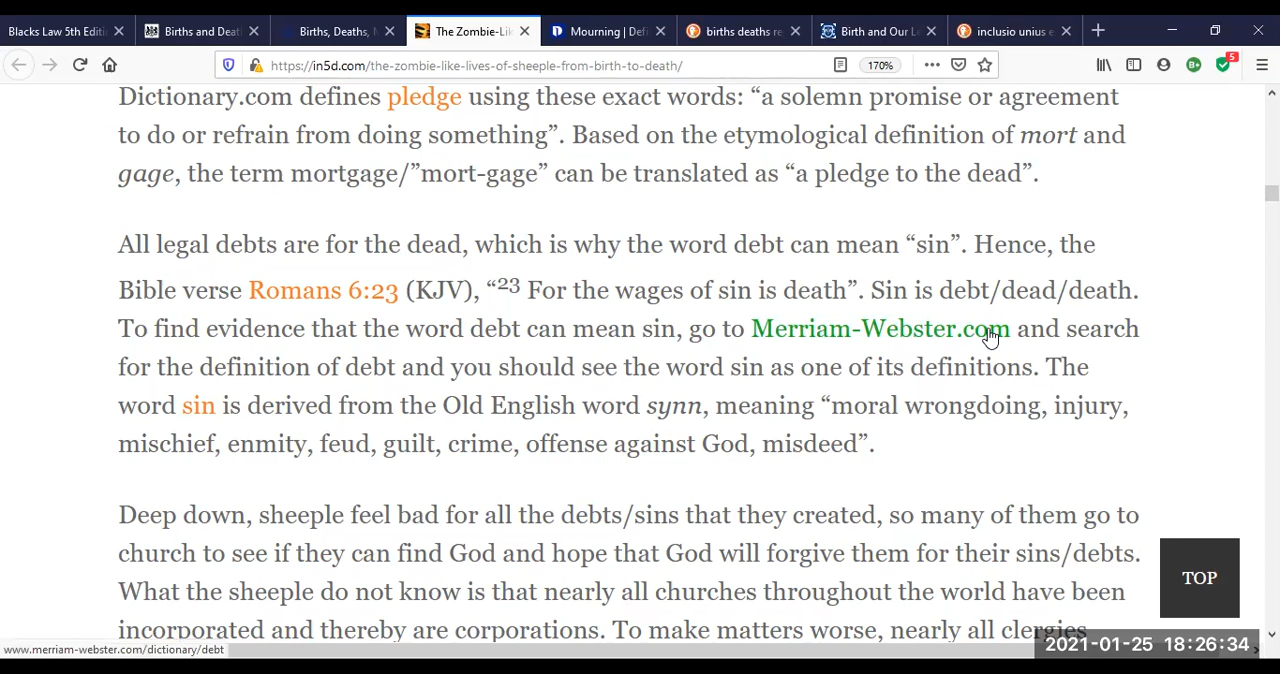 Blacks Law 5th Editi
Births and Deat
Births, Deaths, M
The Zombie-Lik
Mourning | Defi
births deaths re
Birth and Our Le
inclusio unius e
https://in5d.com/the-zombie-like-lives-of-sheeple-from-birth-to-death/
170%
5
Dictionary.com defines pledge using these exact words: “a solemn promise or agreement
to do or refrain from doing something”. Based on the etymological definition of mort and
gage, the term mortgage/”mort-gage” can be translated as “a pledge to the dead”.
All legal debts are for the dead, which is why the word debt can mean “sin”. Hence, the
Bible verse Romans 6:23 (KJV), “23 For the wages of sin is death”. Sin is debt/dead/death.
To find evidence that the word debt can mean sin, go to Merriam-Webster.com and search
for the definition of debt and you should see the word sin as one of its definitions. The
word sin is derived from the Old English word synn, meaning “moral wrongdoing, injury,
mischief, enmity, feud, guilt, crime, offense against God, misdeed”.
Deep down, sheeple feel bad for all the debts/sins that they created, so many of them go to
church to see if they can find God and hope that God will forgive them for their sins/debts.
What the sheeple do not know is that nearly all churches throughout the world have been
incorporated and thereby are corporations. To make matters worse, nearly all clergies
TOP
www.merriam-webster.com/dictionary/debt
2021-01-25 18:26:34